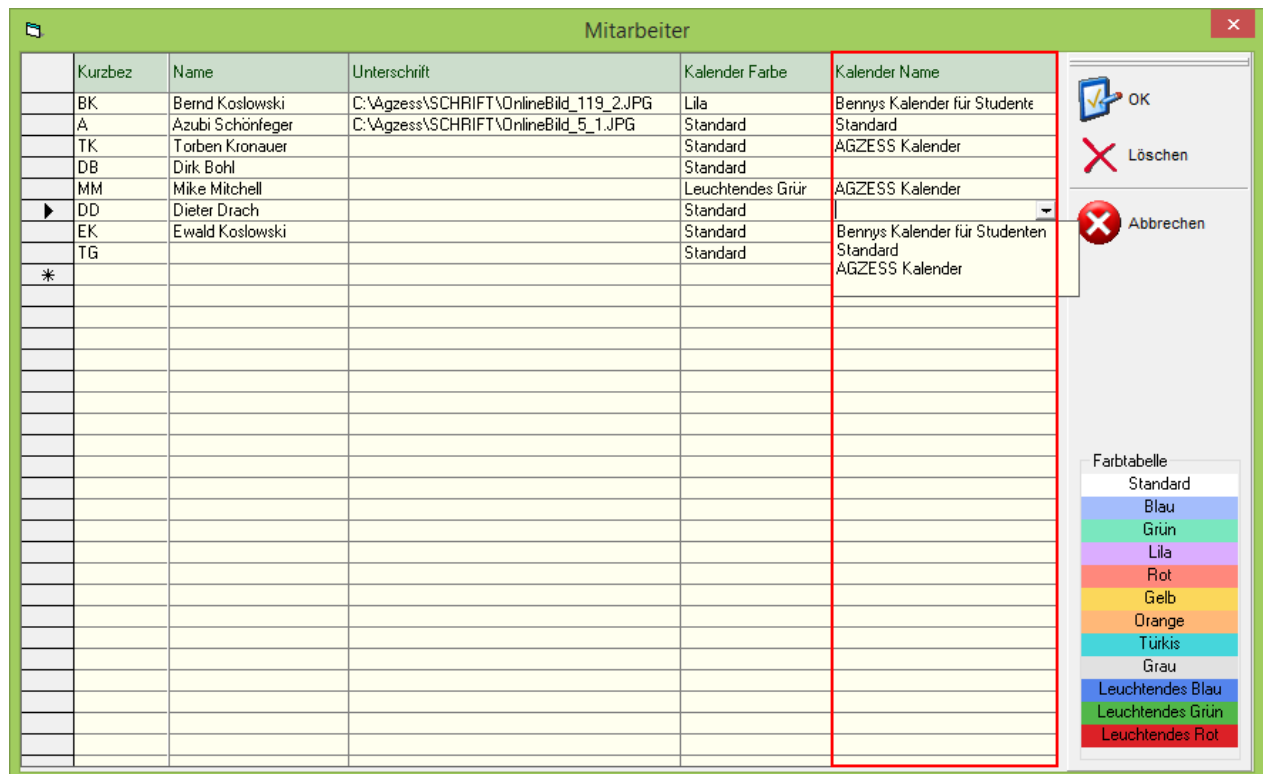 Mitarbeiter
Kurzbez Name Unterschrift Kalender Farbe Kalender Name
BK Bernd Koslowski C:\Agzess\SCHRIFT\OnlineBild_119_2.JPG Lila Bennys Kalender für Studente
A Azubi Schönfeger C:\Agzess\SCHRIFT\OnlineBild_5_1.JPG Standard Standard
TK Torben Kronauer Standard AGZESS Kalender
DB Dirk Bohl Standard
MM Mike Mitchell Leuchtendes Grür AGZESS Kalender
DD Dieter Drach Standard
EK Ewald Koslowski Standard Bennys Kalender für Studenten
TG Standard Standard
* AGZESS Kalender
OK
Löschen
Abbrechen
Farbtabelle
Standard
Blau
Grün
Lila
Rot
Gelb
Orange
Türkis
Grau
Leuchtendes Blau
Leuchtendes Grün
Leuchtendes Rot